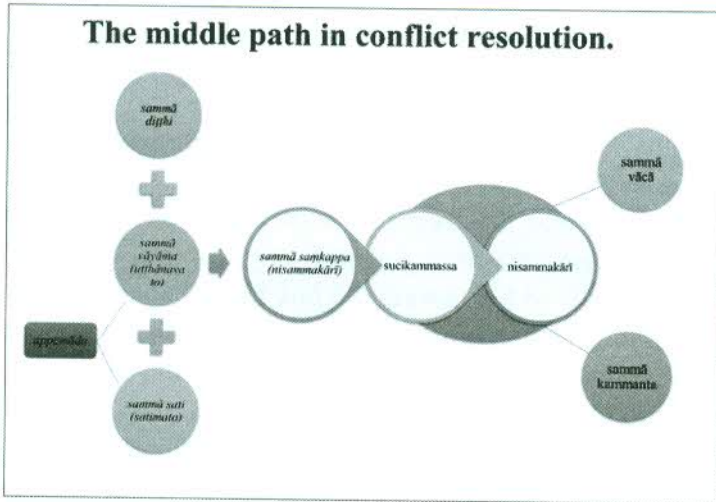 The middle path in conflict resolution.
sammā
diṭṭhi
sammā
vāyāma
(uṭṭhānava
to)
appamādo
sammā sati
(satimato)
sammā saṃkappa
(nisammakārī)
sucikammassa
nisammakārī
sammā
vācā
sammā
kammanta